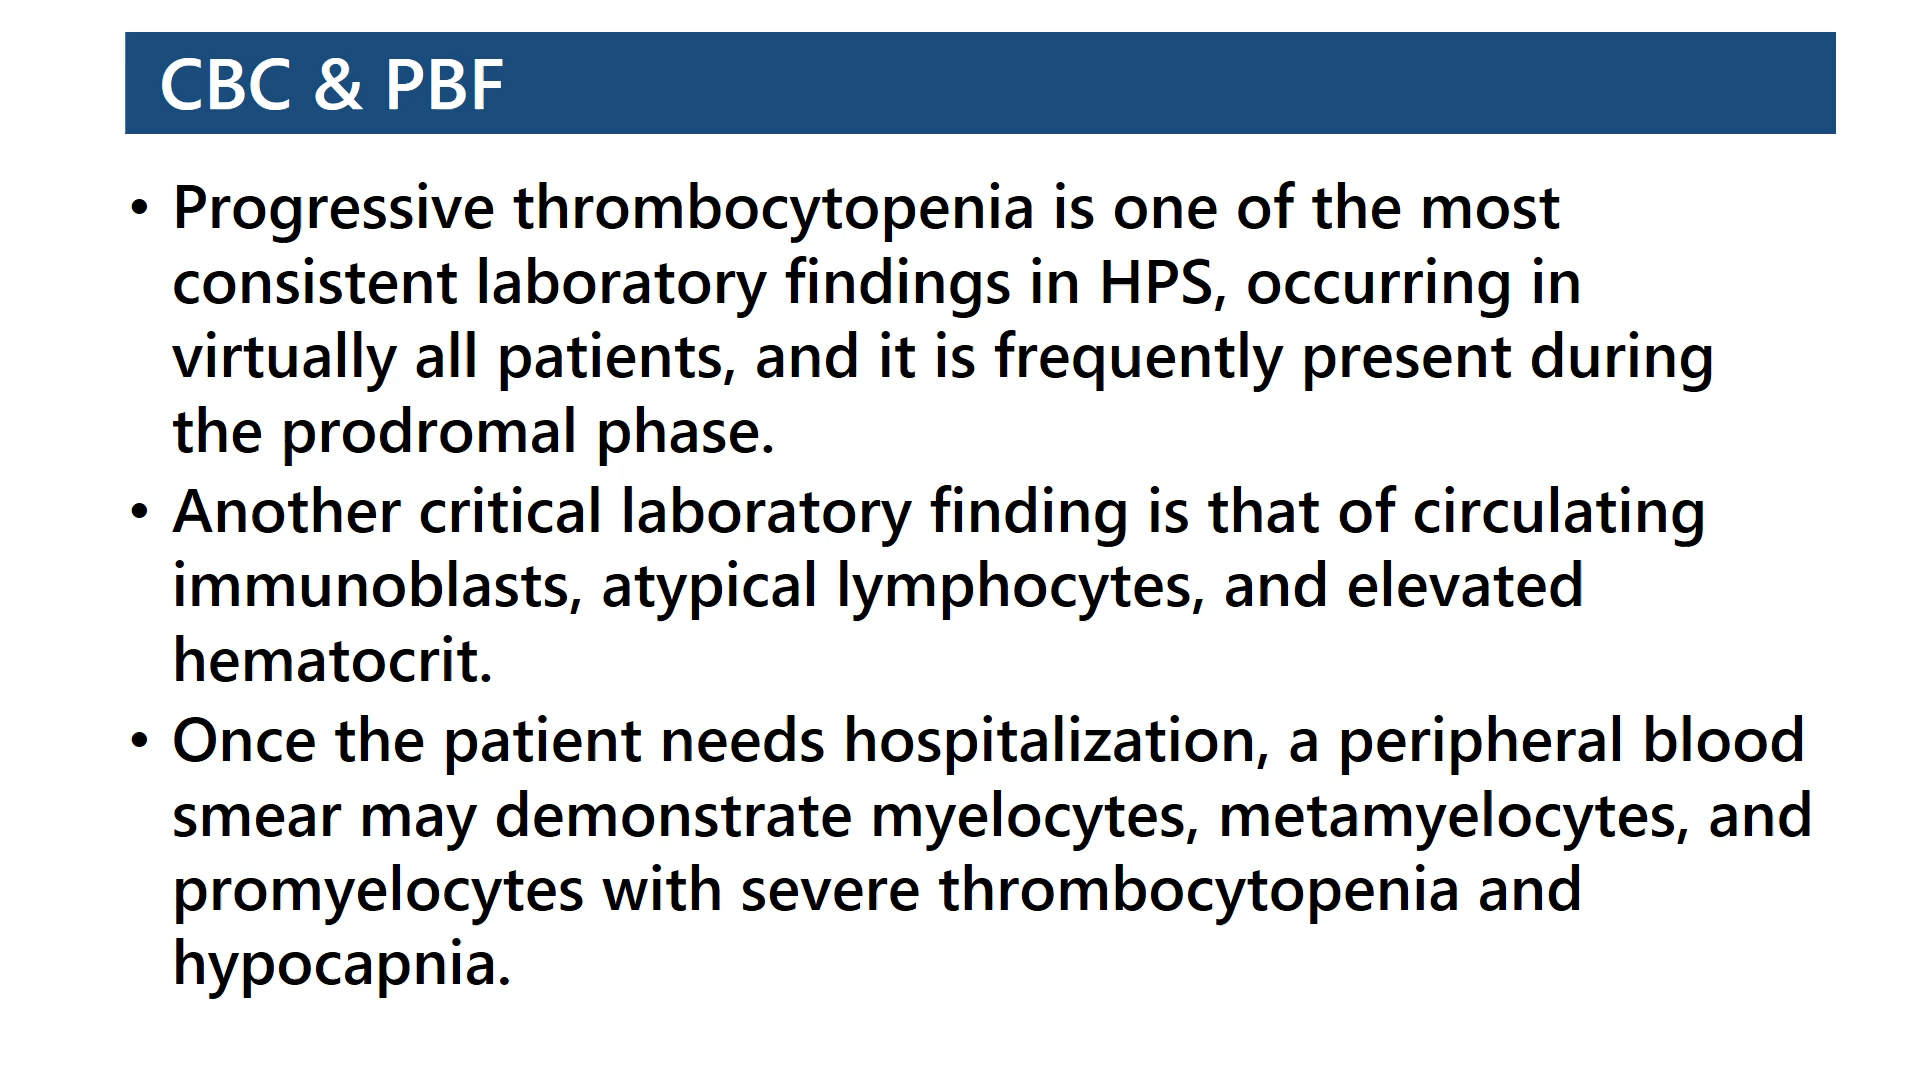 CBC & PBF
• Progressive thrombocytopenia is one of the most
consistent laboratory findings in HPS, occurring in
virtually all patients, and it is frequently present during
the prodromal phase.
• Another critical laboratory finding is that of circulating
immunoblasts, atypical lymphocytes, and elevated
hematocrit.
• Once the patient needs hospitalization, a peripheral blood
smear may demonstrate myelocytes, metamyelocytes, and
promyelocytes with severe thrombocytopenia and
hypocapnia.